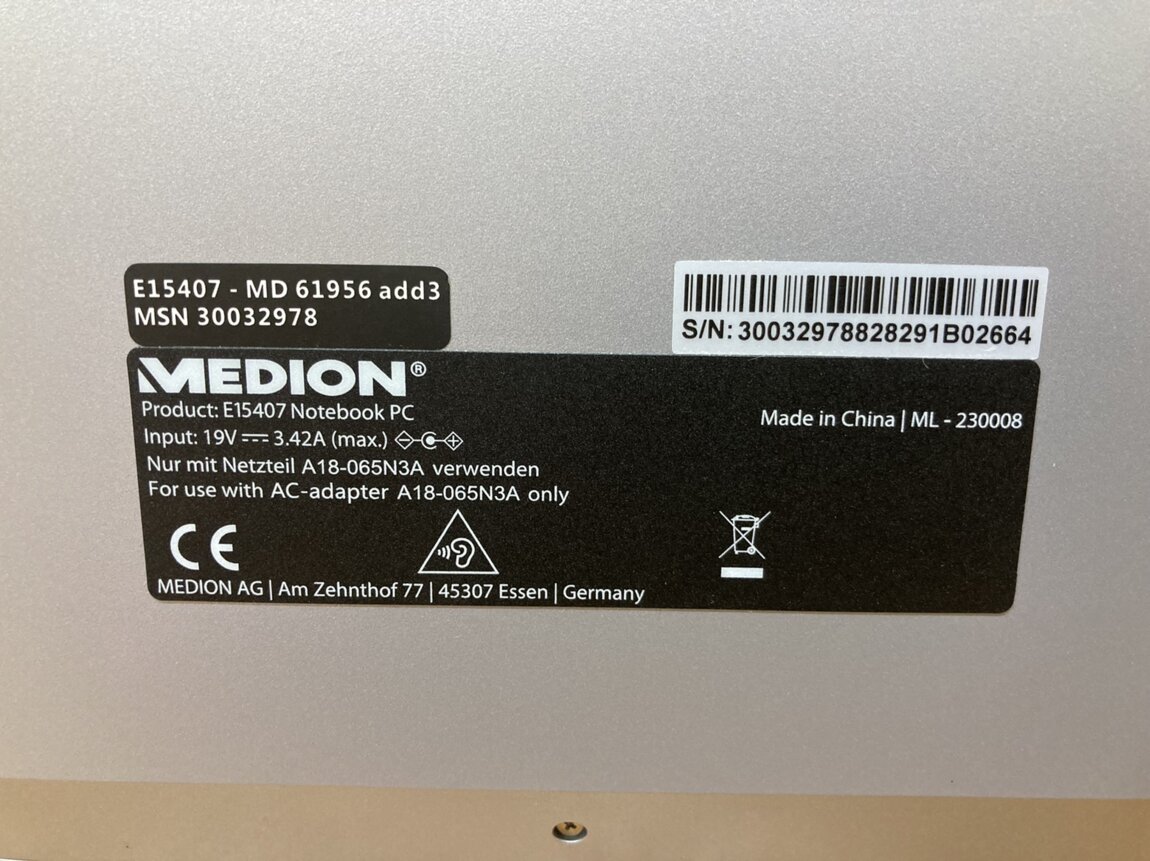 E15407 - MD 61956 add3
MSN 30032978
S/N: 30032978828291B02664
MEDION®
Product: E15407 Notebook PC
Made in China | ML - 230008
Input: 19V 3.42A (max.)
Nur mit Netzteil A18-065N3A verwenden
For use with AC-adapter A18-065N3A only
CE
MEDION AG | Am Zehnthof 77 | 45307 Essen | Germany